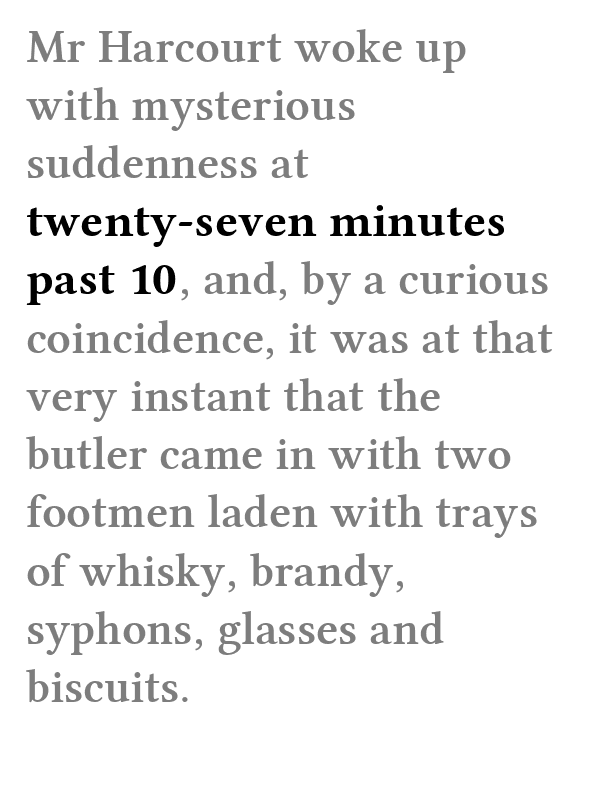 Mr Harcourt woke up
with mysterious
suddenness at
twenty-seven minutes
past 10, and, by a curious
coincidence, it was at that
very instant that the
butler came in with two
footmen laden with trays
of whisky, brandy,
syphons, glasses and
biscuits.